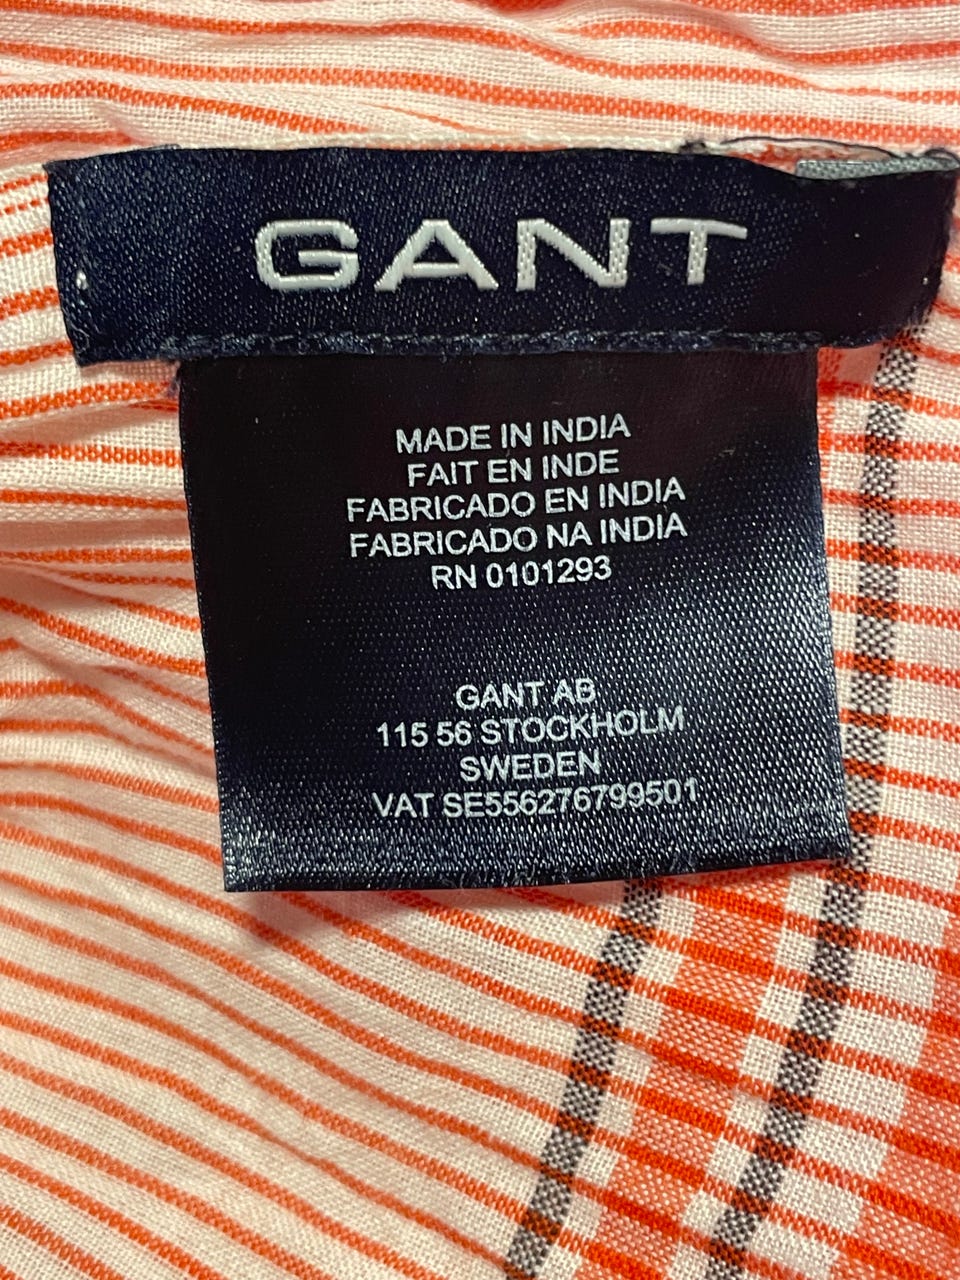 GANT
MADE IN INDIA
FAIT EN INDE
FABRICADO EN INDIA
FABRICADO NA INDIA
RN 0101293
GANT AB
115 56 STOCKHOLM
SWEDEN
VAT SE556276799501